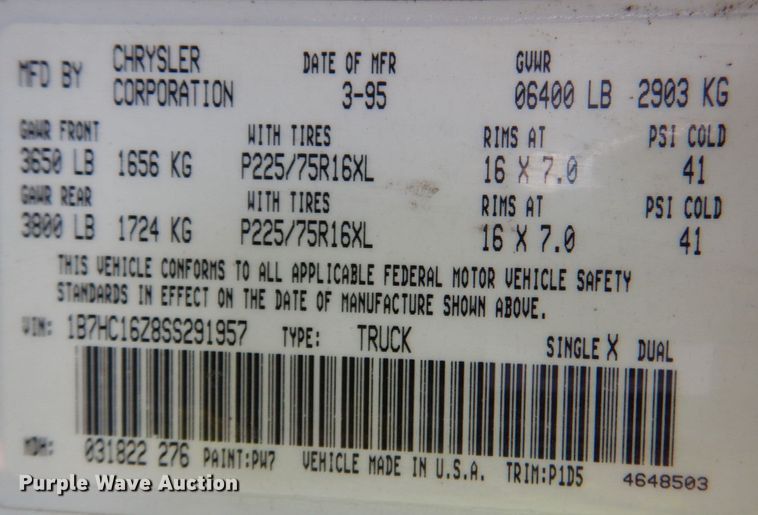 MFD BY CHRYSLER CORPORATION DATE OF MFR 3-95 GVWR 06400 LB 2903 KG
GAWR FRONT WITH TIRES RIMS AT PSI COLD
3650 LB 1656 KG P225/75R16XL 16 X 7.0 41
GAWR REAR WITH TIRES RIMS AT PSI COLD
3800 LB 1724 KG P225/75R16XL 16 X 7.0 41
THIS VEHICLE CONFORMS TO ALL APPLICABLE FEDERAL MOTOR VEHICLE SAFETY
STANDARDS IN EFFECT ON THE DATE OF MANUFACTURE SHOWN ABOVE.
VIN: 1B7HC16Z8SS291957 TYPE: TRUCK SINGLE X DUAL
MDH: 031822 276 PAINT:PW7 VEHICLE MADE IN U.S.A. TRIM:P1D5 4648503
Purple Wave Auction